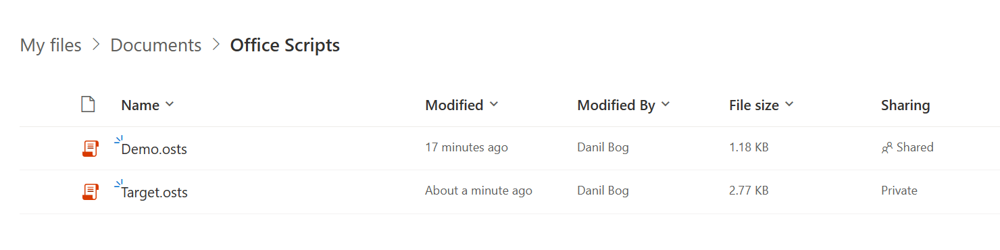 My files > Documents > Office Scripts
Name Modified Modified By File size Sharing
Demo.osts 17 minutes ago Danil Bog 1.18 KB Shared
Target.osts About a minute ago Danil Bog 2.77 KB Private